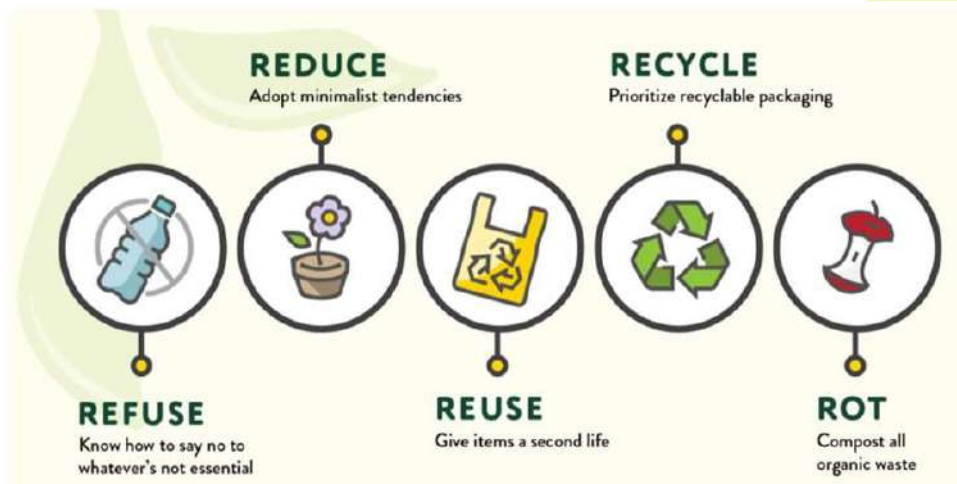 REDUCE
Adopt minimalist tendencies
RECYCLE
Prioritize recyclable packaging
REFUSE
Know how to say no to
whatever's not essential
REUSE
Give items a second life
ROT
Compost all
organic waste